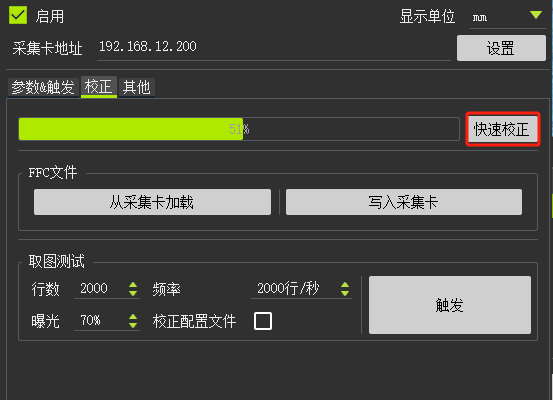 启用 显示单位 mm
采集卡地址 192.168.12.200 设置
参数&触发 校正 其他
51% 快速校正
FFC文件
从采集卡加载 写入采集卡
取图测试
行数 2000 频率 2000行/秒
触发
曝光 70% 校正配置文件